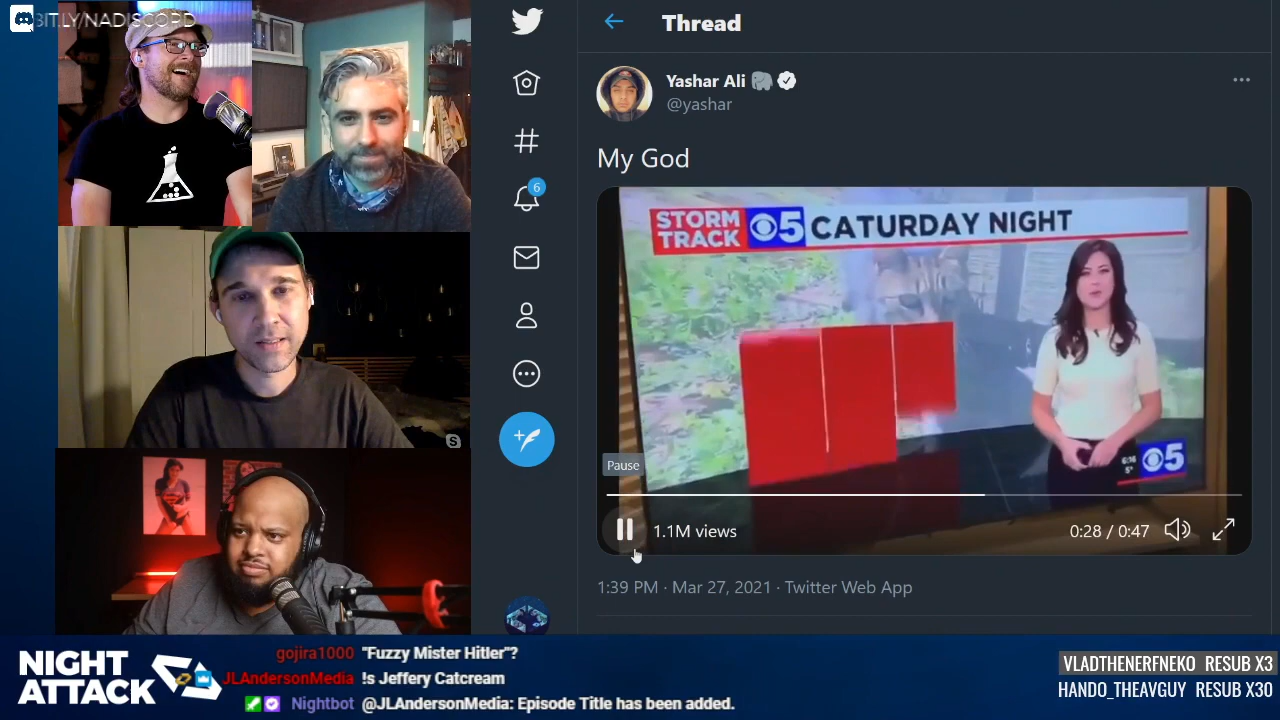 BIT.LY/NADISCORD
Thread
Yashar Ali
@yashar
My God
STORM
TRACK
5 CATURDAY NIGHT
6
5
Pause
1.1M views
0:28 / 0:47
1:39 PM · Mar 27, 2021 · Twitter Web App
NIGHT
ATTACK
gojira1000 "Fuzzy Mister Hitler"?
JLAndersonMedia !s Jeffery Catcream
Nightbot @JLAndersonMedia: Episode Title has been added.
VLADTHENERFNEKO RESUB X3
HANDO_THEAVGUY RESUB X30